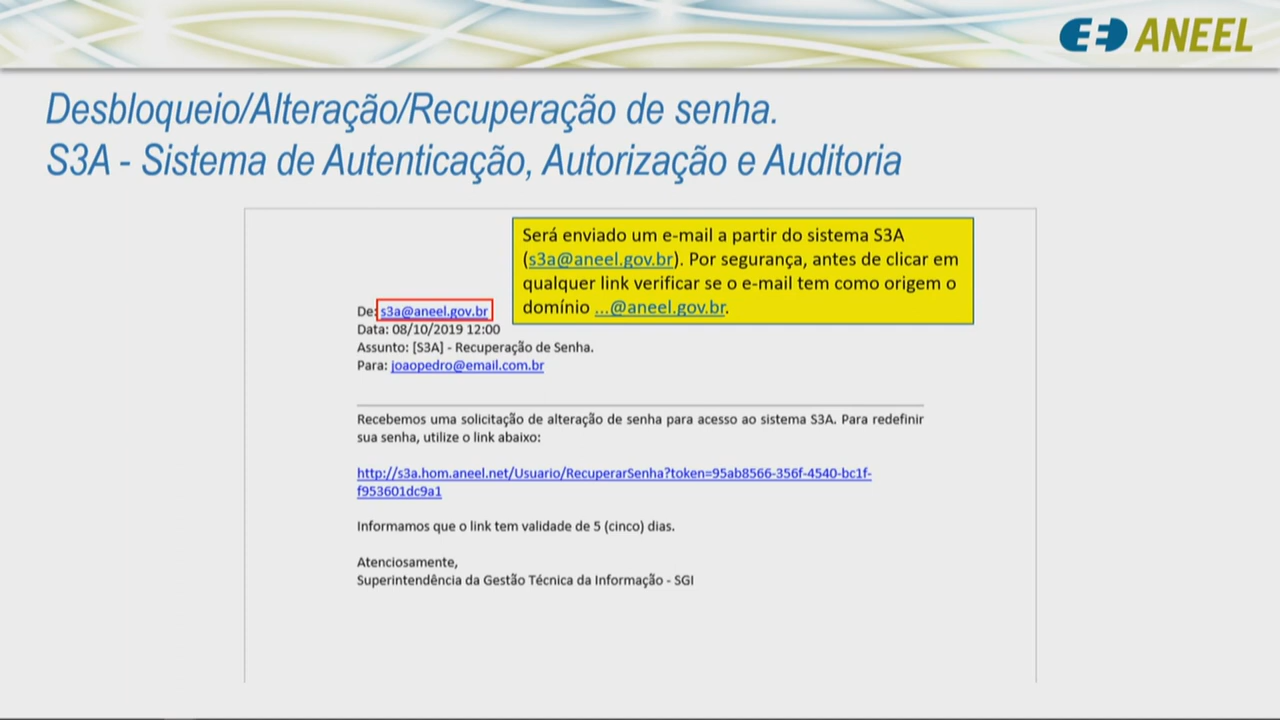 ANEEL
Desbloqueio/Alteração/Recuperação de senha.
S3A - Sistema de Autenticação, Autorização e Auditoria
Será enviado um e-mail a partir do sistema S3A
(s3a@aneel.gov.br). Por segurança, antes de clicar em
qualquer link verificar se o e-mail tem como origem o
domínio ...@aneel.gov.br.
De: s3a@aneel.gov.br
Data: 08/10/2019 12:00
Assunto: [S3A] - Recuperação de Senha.
Para: joaopedro@email.com.br
Recebemos uma solicitação de alteração de senha para acesso ao sistema S3A. Para redefinir
sua senha, utilize o link abaixo:
http://s3a.hom.aneel.net/Usuario/RecuperarSenha?token=95ab8566-356f-4540-bc1f-
f953601dc9a1
Informamos que o link tem validade de 5 (cinco) dias.
Atenciosamente,
Superintendência da Gestão Técnica da Informação - SGI